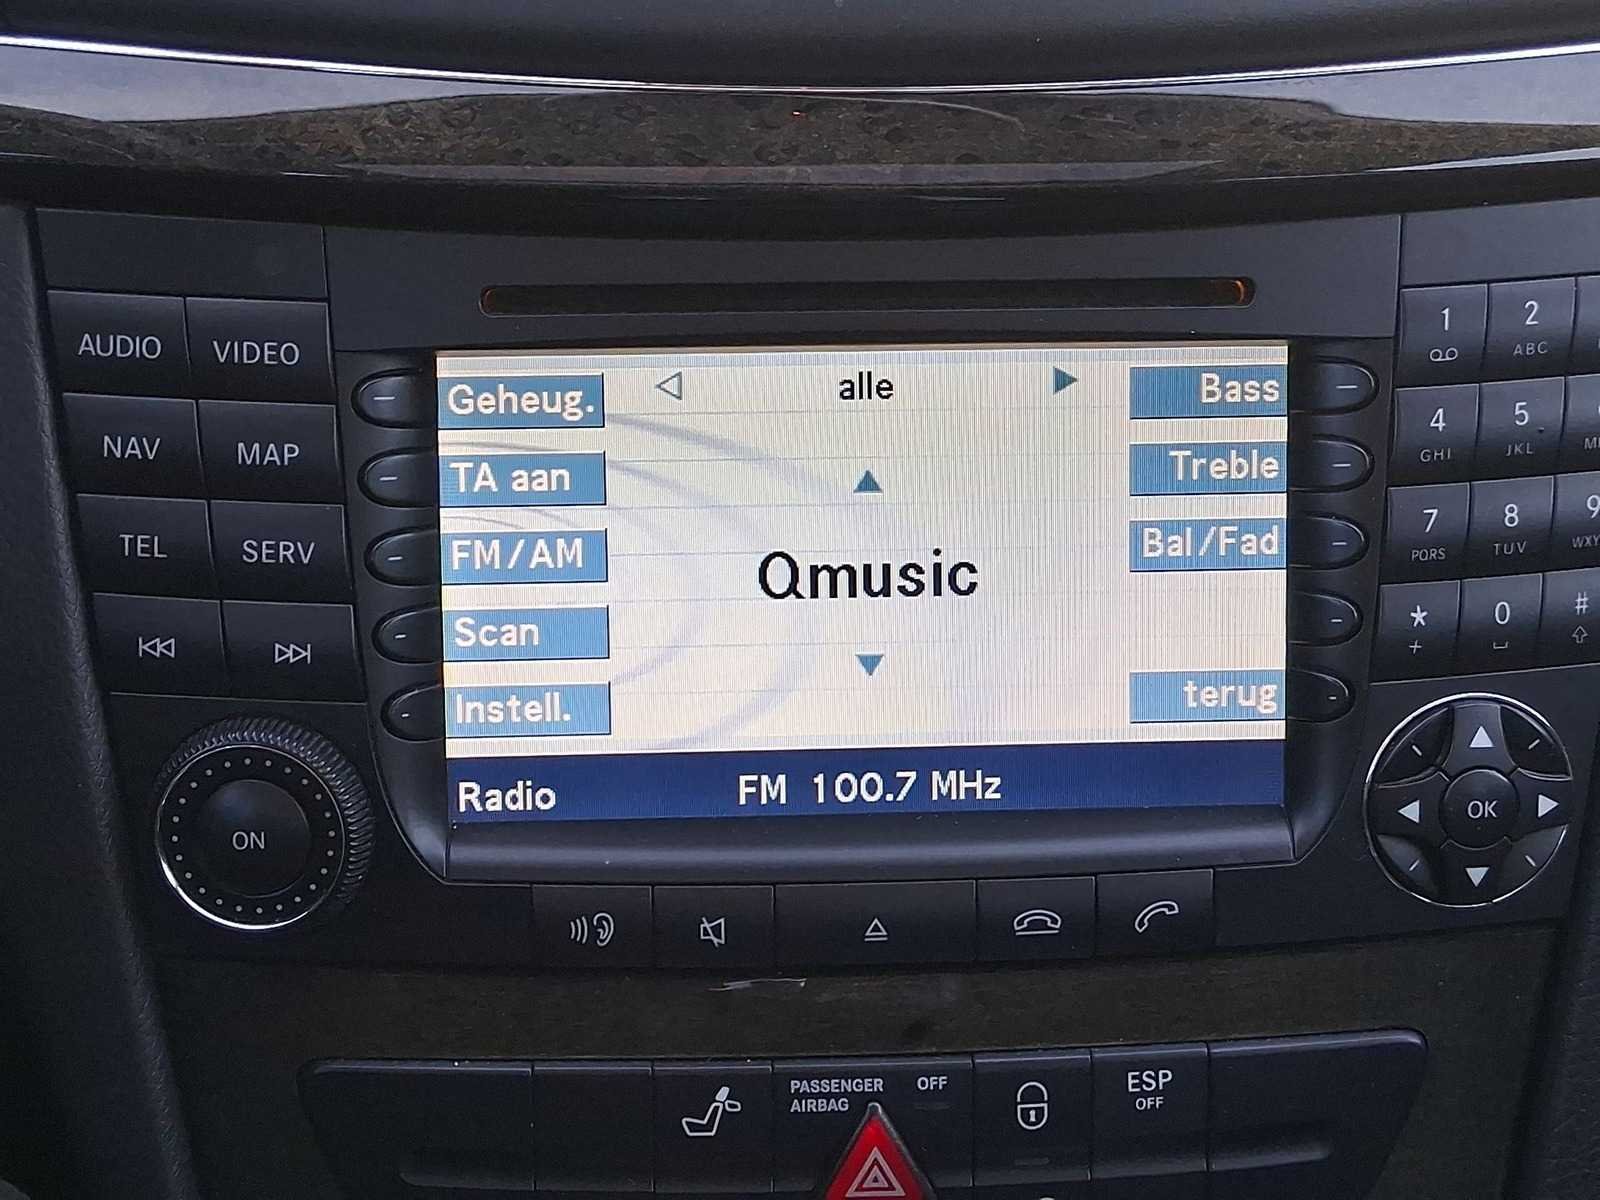 AUDIO
VIDEO
NAV
MAP
TEL
SERV
ON
Geheug.
TA aan
FM/AM
Scan
Instell.
alle
Qmusic
Bass
Treble
Bal/Fad
terug
Radio
FM 100.7 MHz
1
2
ABC
4
GHI
5
JKL
7
PQRS
8
TUV
9
*
+
0
#
OK
PASSENGER AIRBAG
OFF
ESP
OFF